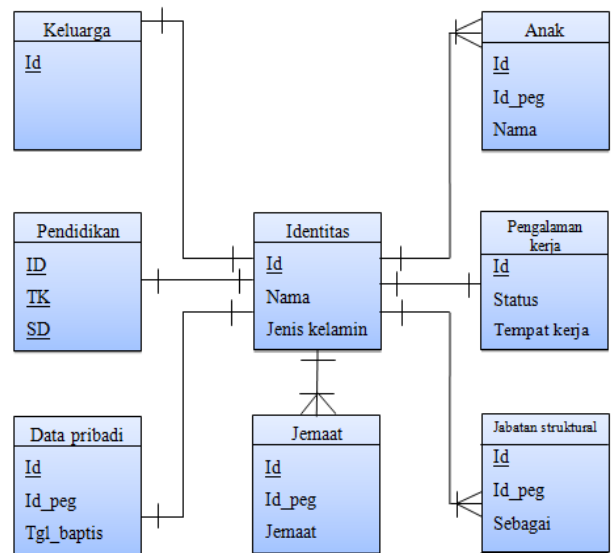 Keluarga
Id
Anak
Id
Id_peg
Nama
Pendidikan
ID
TK
SD
Identitas
Id
Nama
Jenis kelamin
Pengalaman
kerja
Id
Status
Tempat kerja
Data pribadi
Id
Id_peg
Tgl_baptis
Jemaat
Id
Id_peg
Jemaat
Jabatan struktural
Id
Id_peg
Sebagai